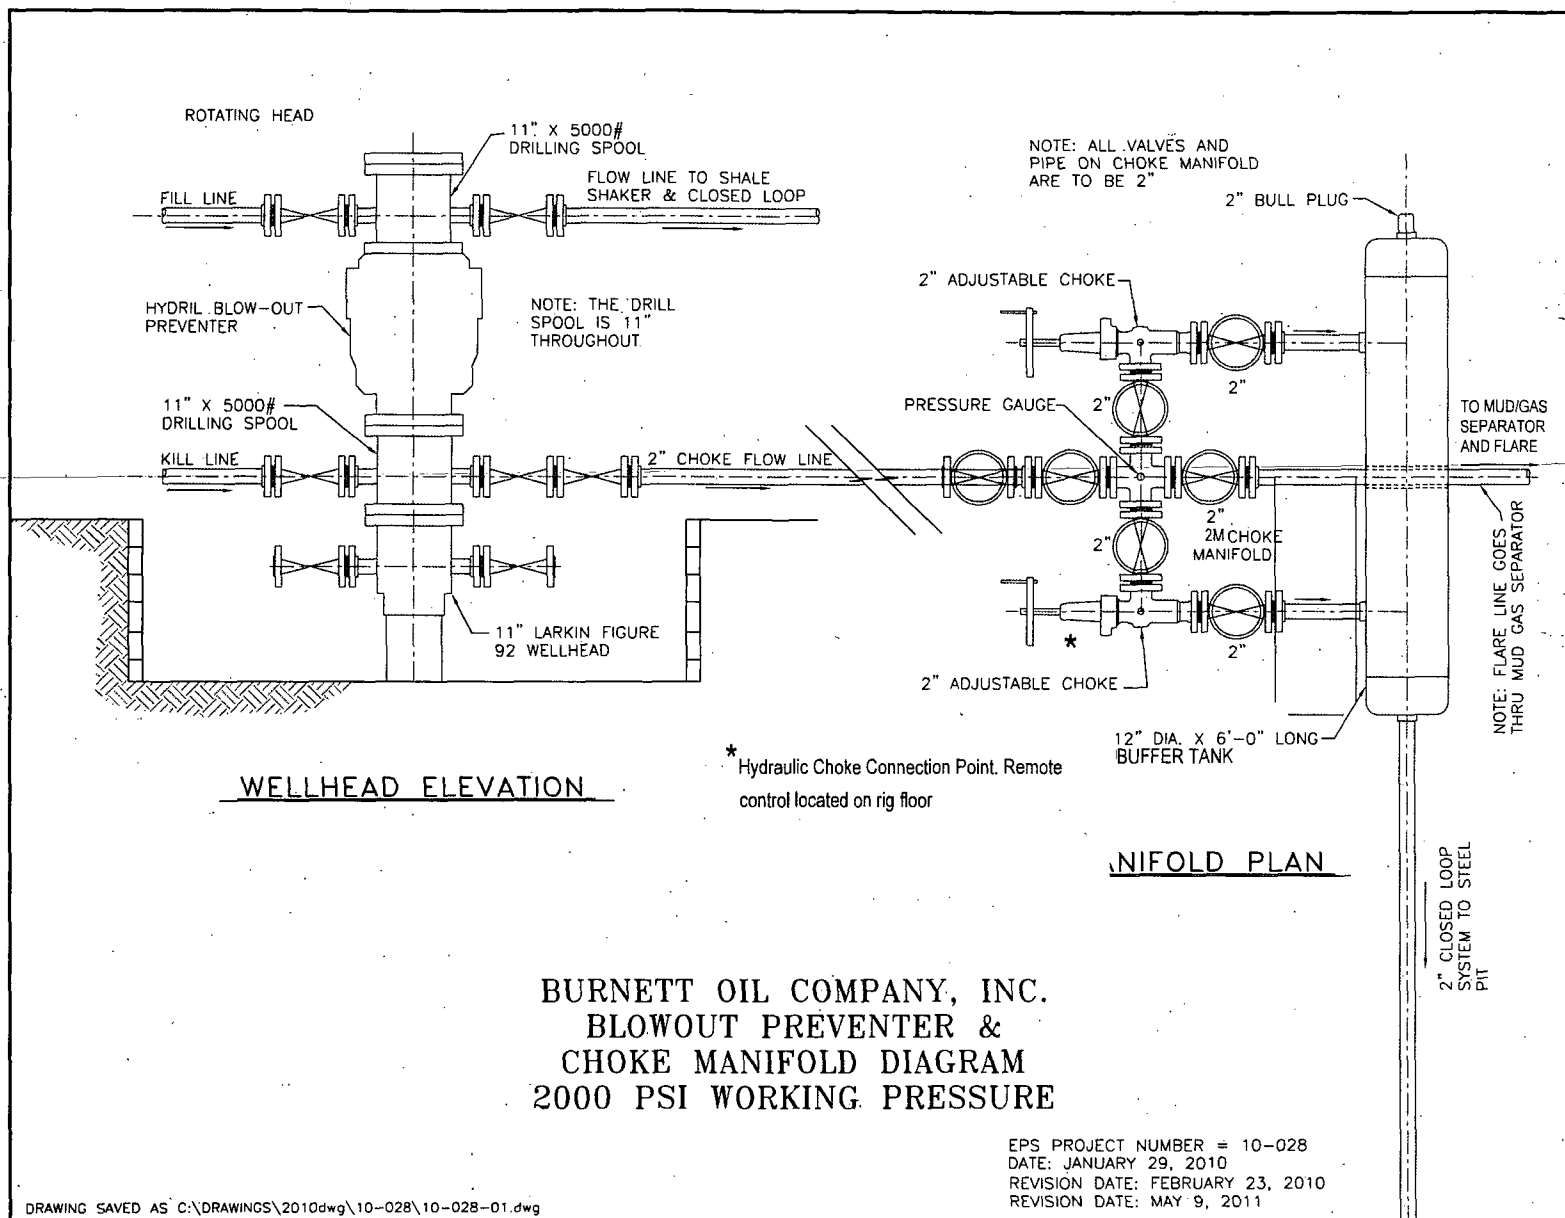 ROTATING HEAD
11" X 5000#
DRILLING SPOOL
FILL LINE
FLOW LINE TO SHALE
SHAKER & CLOSED LOOP
HYDRIL BLOW-OUT
PREVENTER
NOTE: THE DRILL
SPOOL IS 11"
THROUGHOUT
11" X 5000#
DRILLING SPOOL
KILL LINE
2" CHOKE FLOW LINE
11" LARKIN FIGURE
92 WELLHEAD
WELLHEAD ELEVATION
NOTE: ALL VALVES AND
PIPE ON CHOKE MANIFOLD
ARE TO BE 2"
2" BULL PLUG
2" ADJUSTABLE CHOKE
2"
2"
PRESSURE GAUGE
TO MUD/GAS
SEPARATOR
AND FLARE
2"
2M CHOKE
MANIFOLD
2"
2"
*
2" ADJUSTABLE CHOKE
12" DIA. X 6'-0" LONG
BUFFER TANK
NOTE: FLARE LINE GOES
THRU MUD GAS SEPARATOR
* Hydraulic Choke Connection Point. Remote
control located on rig floor
NIFOLD PLAN
2" CLOSED LOOP
SYSTEM TO STEEL
PIT
BURNETT OIL COMPANY, INC.
BLOWOUT PREVENTER &
CHOKE MANIFOLD DIAGRAM
2000 PSI WORKING PRESSURE
EPS PROJECT NUMBER = 10-028
DATE: JANUARY 29, 2010
REVISION DATE: FEBRUARY 23, 2010
REVISION DATE: MAY 9, 2011
DRAWING SAVED AS C:\DRAWINGS\2010dwg\10-028\10-028-01.dwg